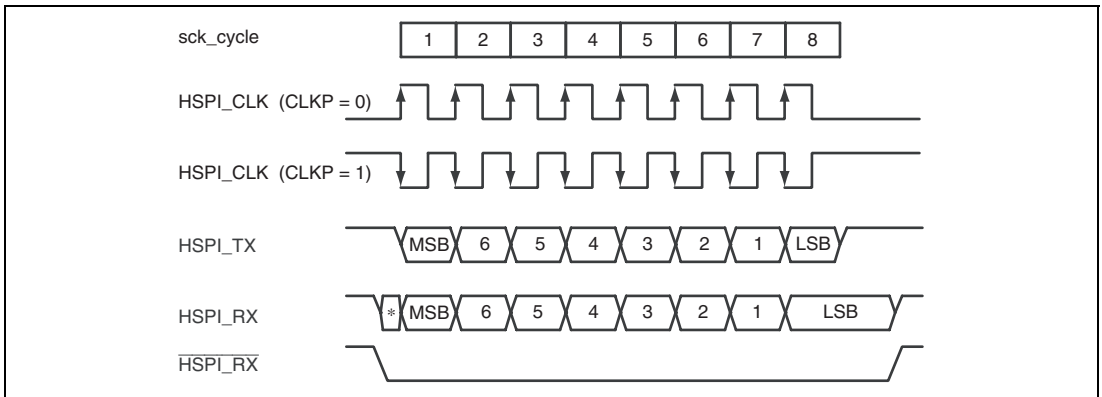 sck_cycle 1 2 3 4 5 6 7 8
HSPI_CLK (CLKP = 0)
HSPI_CLK (CLKP = 1)
HSPI_TX MSB 6 5 4 3 2 1 LSB
HSPI_RX * MSB 6 5 4 3 2 1 LSB
HSPI_RX